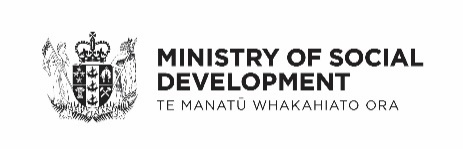 MINISTRY OF SOCIAL
DEVELOPMENT
TE MANATŪ WHAKAHIATO ORA